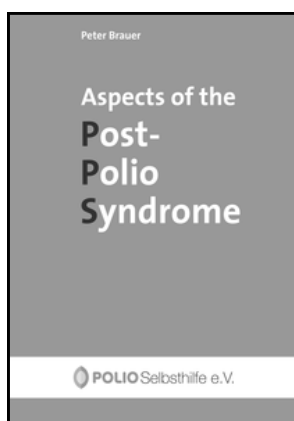 Peter Brauer
Aspects of the
Post-
Polio
Syndrome
POLIO Selbsthilfe e.V.